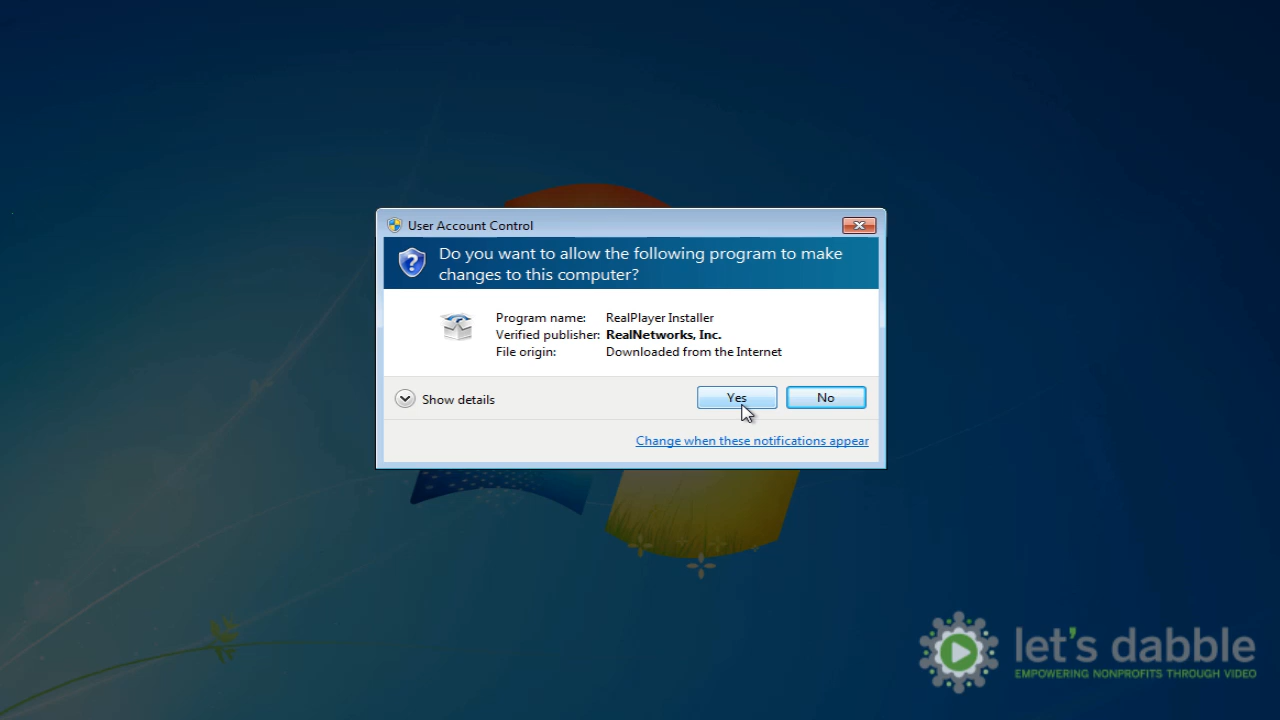 User Account Control
Do you want to allow the following program to make
changes to this computer?
Program name: RealPlayer Installer
Verified publisher: RealNetworks, Inc.
File origin: Downloaded from the Internet
Show details
Yes
No
Change when these notifications appear
let's dabble
EMPOWERING NONPROFITS THROUGH VIDEO